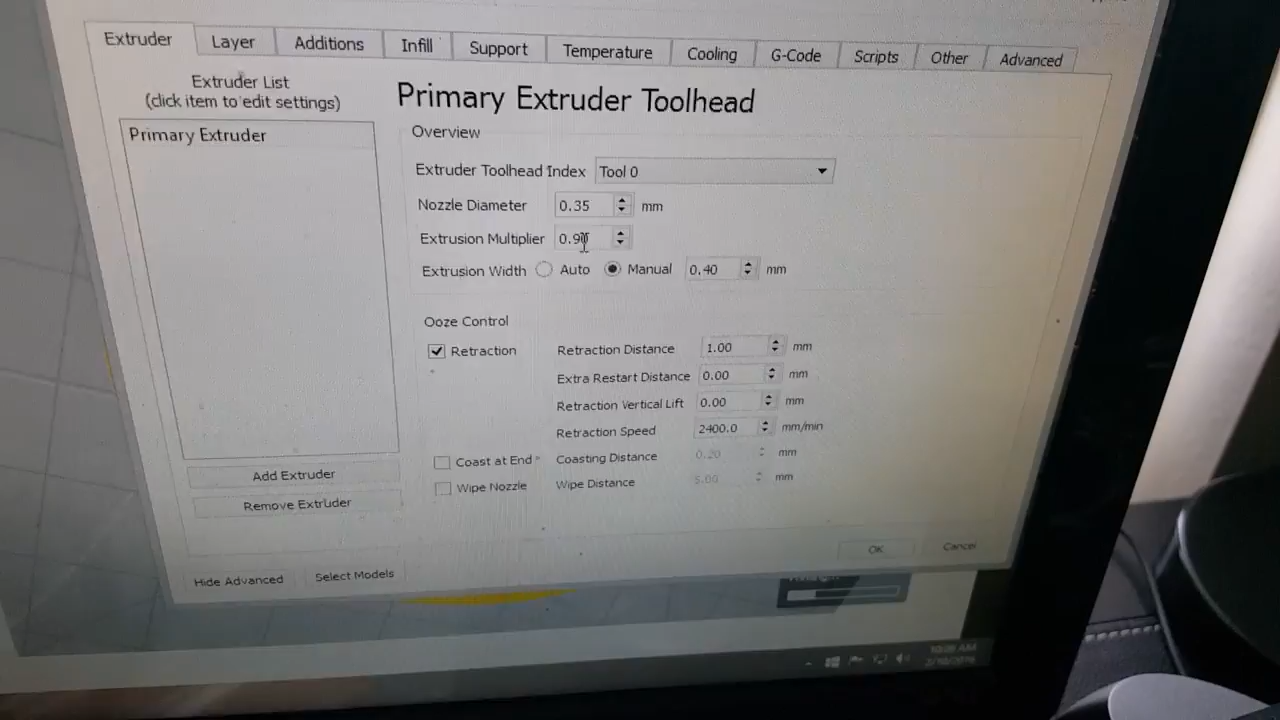 Extruder Layer Additions Infill Support Temperature Cooling G-Code Scripts Other Advanced
Extruder List
(click item to edit settings)
Primary Extruder
Add Extruder
Remove Extruder
Hide Advanced Select Models
Primary Extruder Toolhead
Overview
Extruder Toolhead Index Tool 0
Nozzle Diameter 0.35 mm
Extrusion Multiplier
Extrusion Width Auto Manual 0.40 mm
Ooze Control
Retraction Retraction Distance 1.00 mm
Extra Restart Distance 0.00 mm
Retraction Vertical Lift 0.00 mm
Retraction Speed 2400.0 mm/min
Coast at End Coasting Distance 0.20 mm
Wipe Nozzle Wipe Distance 5.00 mm
OK Cancel